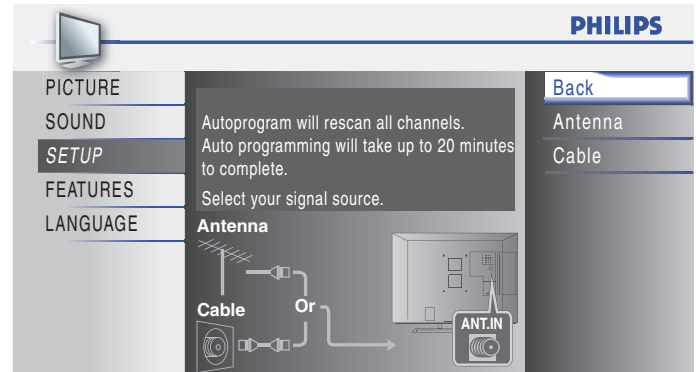 PHILIPS
PICTURE
SOUND
SETUP
FEATURES
LANGUAGE
Autoprogram will rescan all channels.
Auto programming will take up to 20 minutes
to complete.
Select your signal source.
Antenna
Cable
Or
ANT.IN
Back
Antenna
Cable